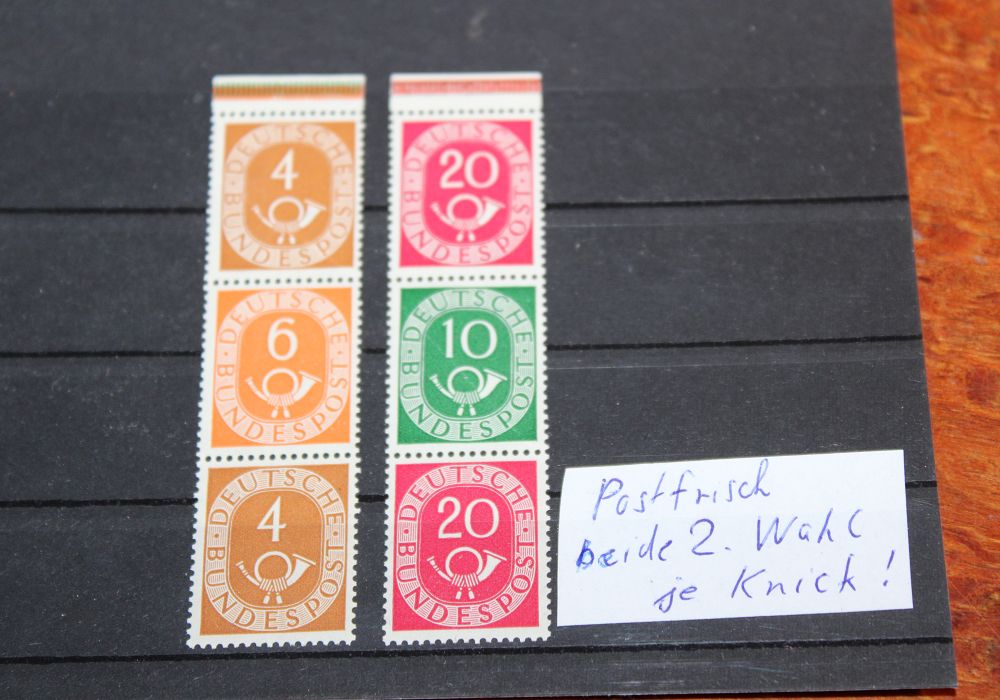 4
DEUTSCHE
BUNDESPOST
6
DEUTSCHE
BUNDESPOST
4
DEUTSCHE
BUNDESPOST
20
DEUTSCHE
BUNDESPOST
10
DEUTSCHE
BUNDESPOST
20
DEUTSCHE
BUNDESPOST
Postfrisch
beide 2. Wahl
je Knick!